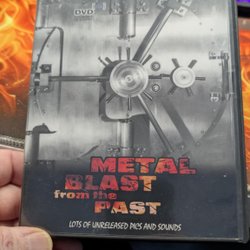 DVD
METAL
BLAST
from the
PAST
LOTS OF UNRELEASED PICS AND SOUNDS